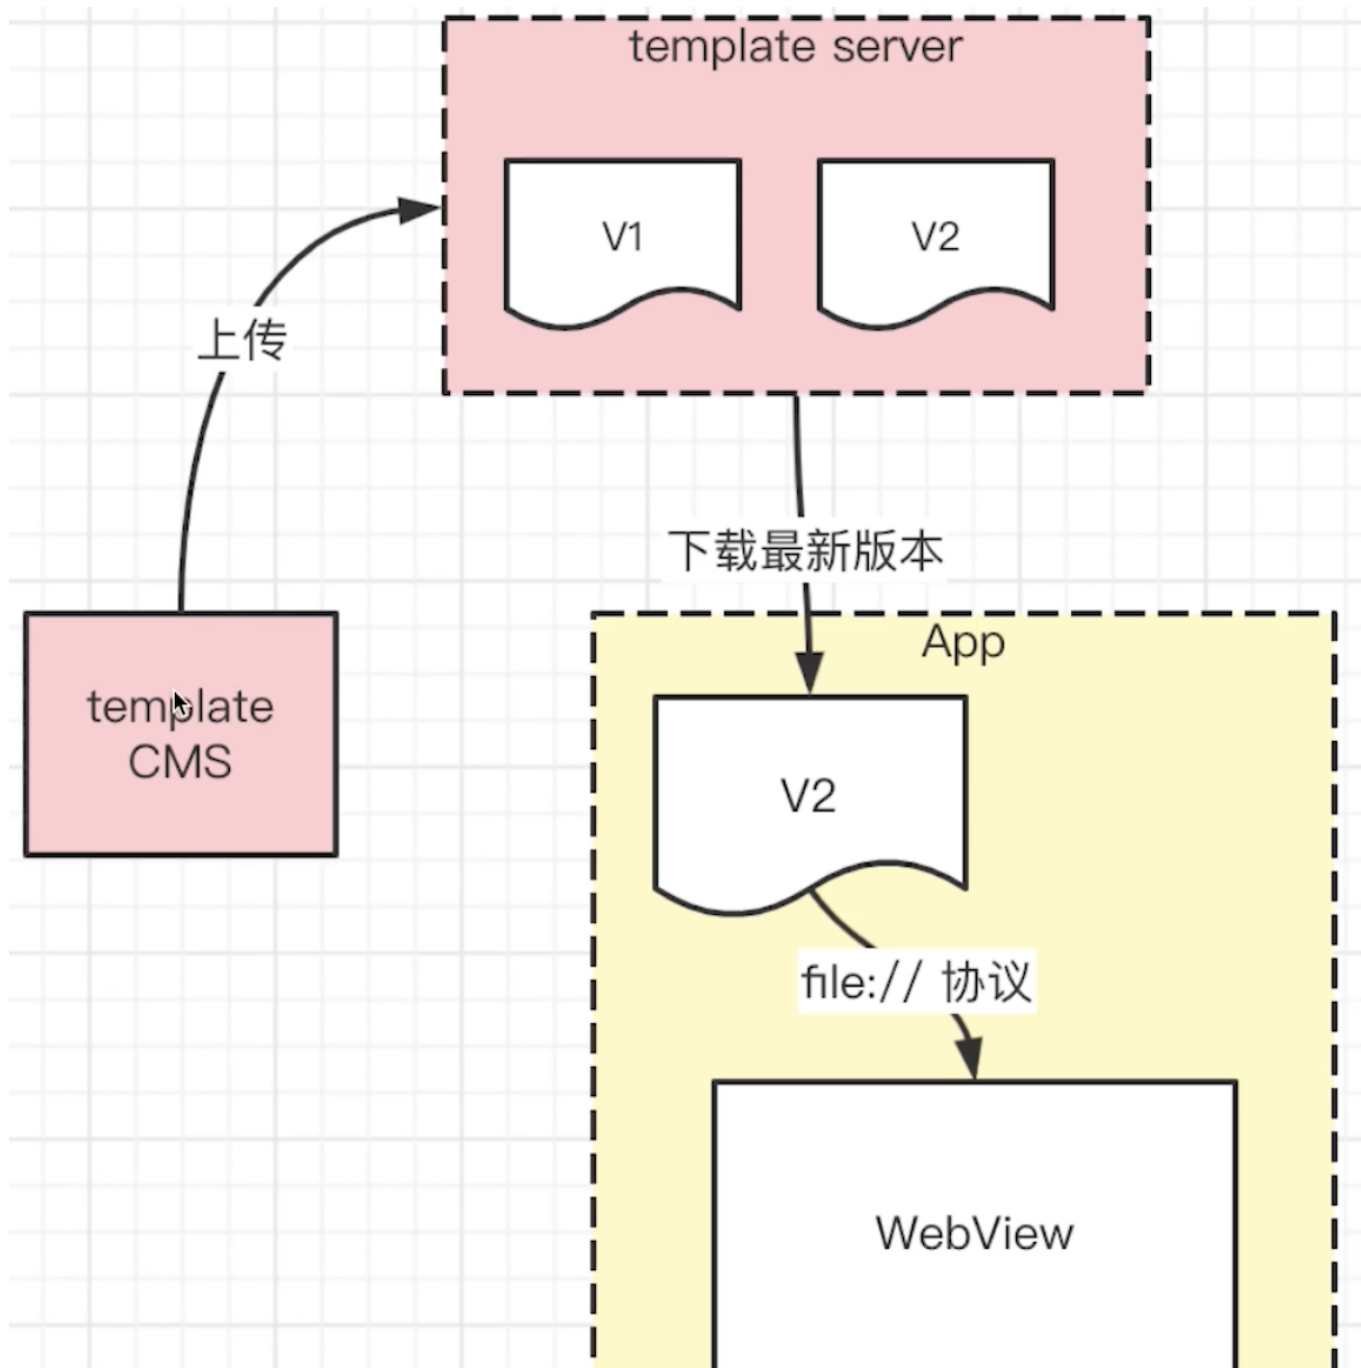 template server
V1
V2
上传
下载最新版本
App
template
CMS
V2
file:// 协议
WebView